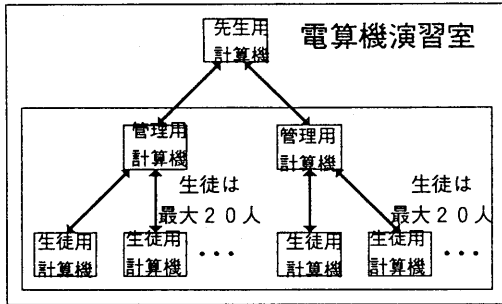 電算機演習室
先生用
計算機
管理用
計算機
管理用
計算機
生徒は
最大20人
生徒は
最大20人
生徒用
計算機
生徒用
計算機
・・・
生徒用
計算機
生徒用
計算機
・・・